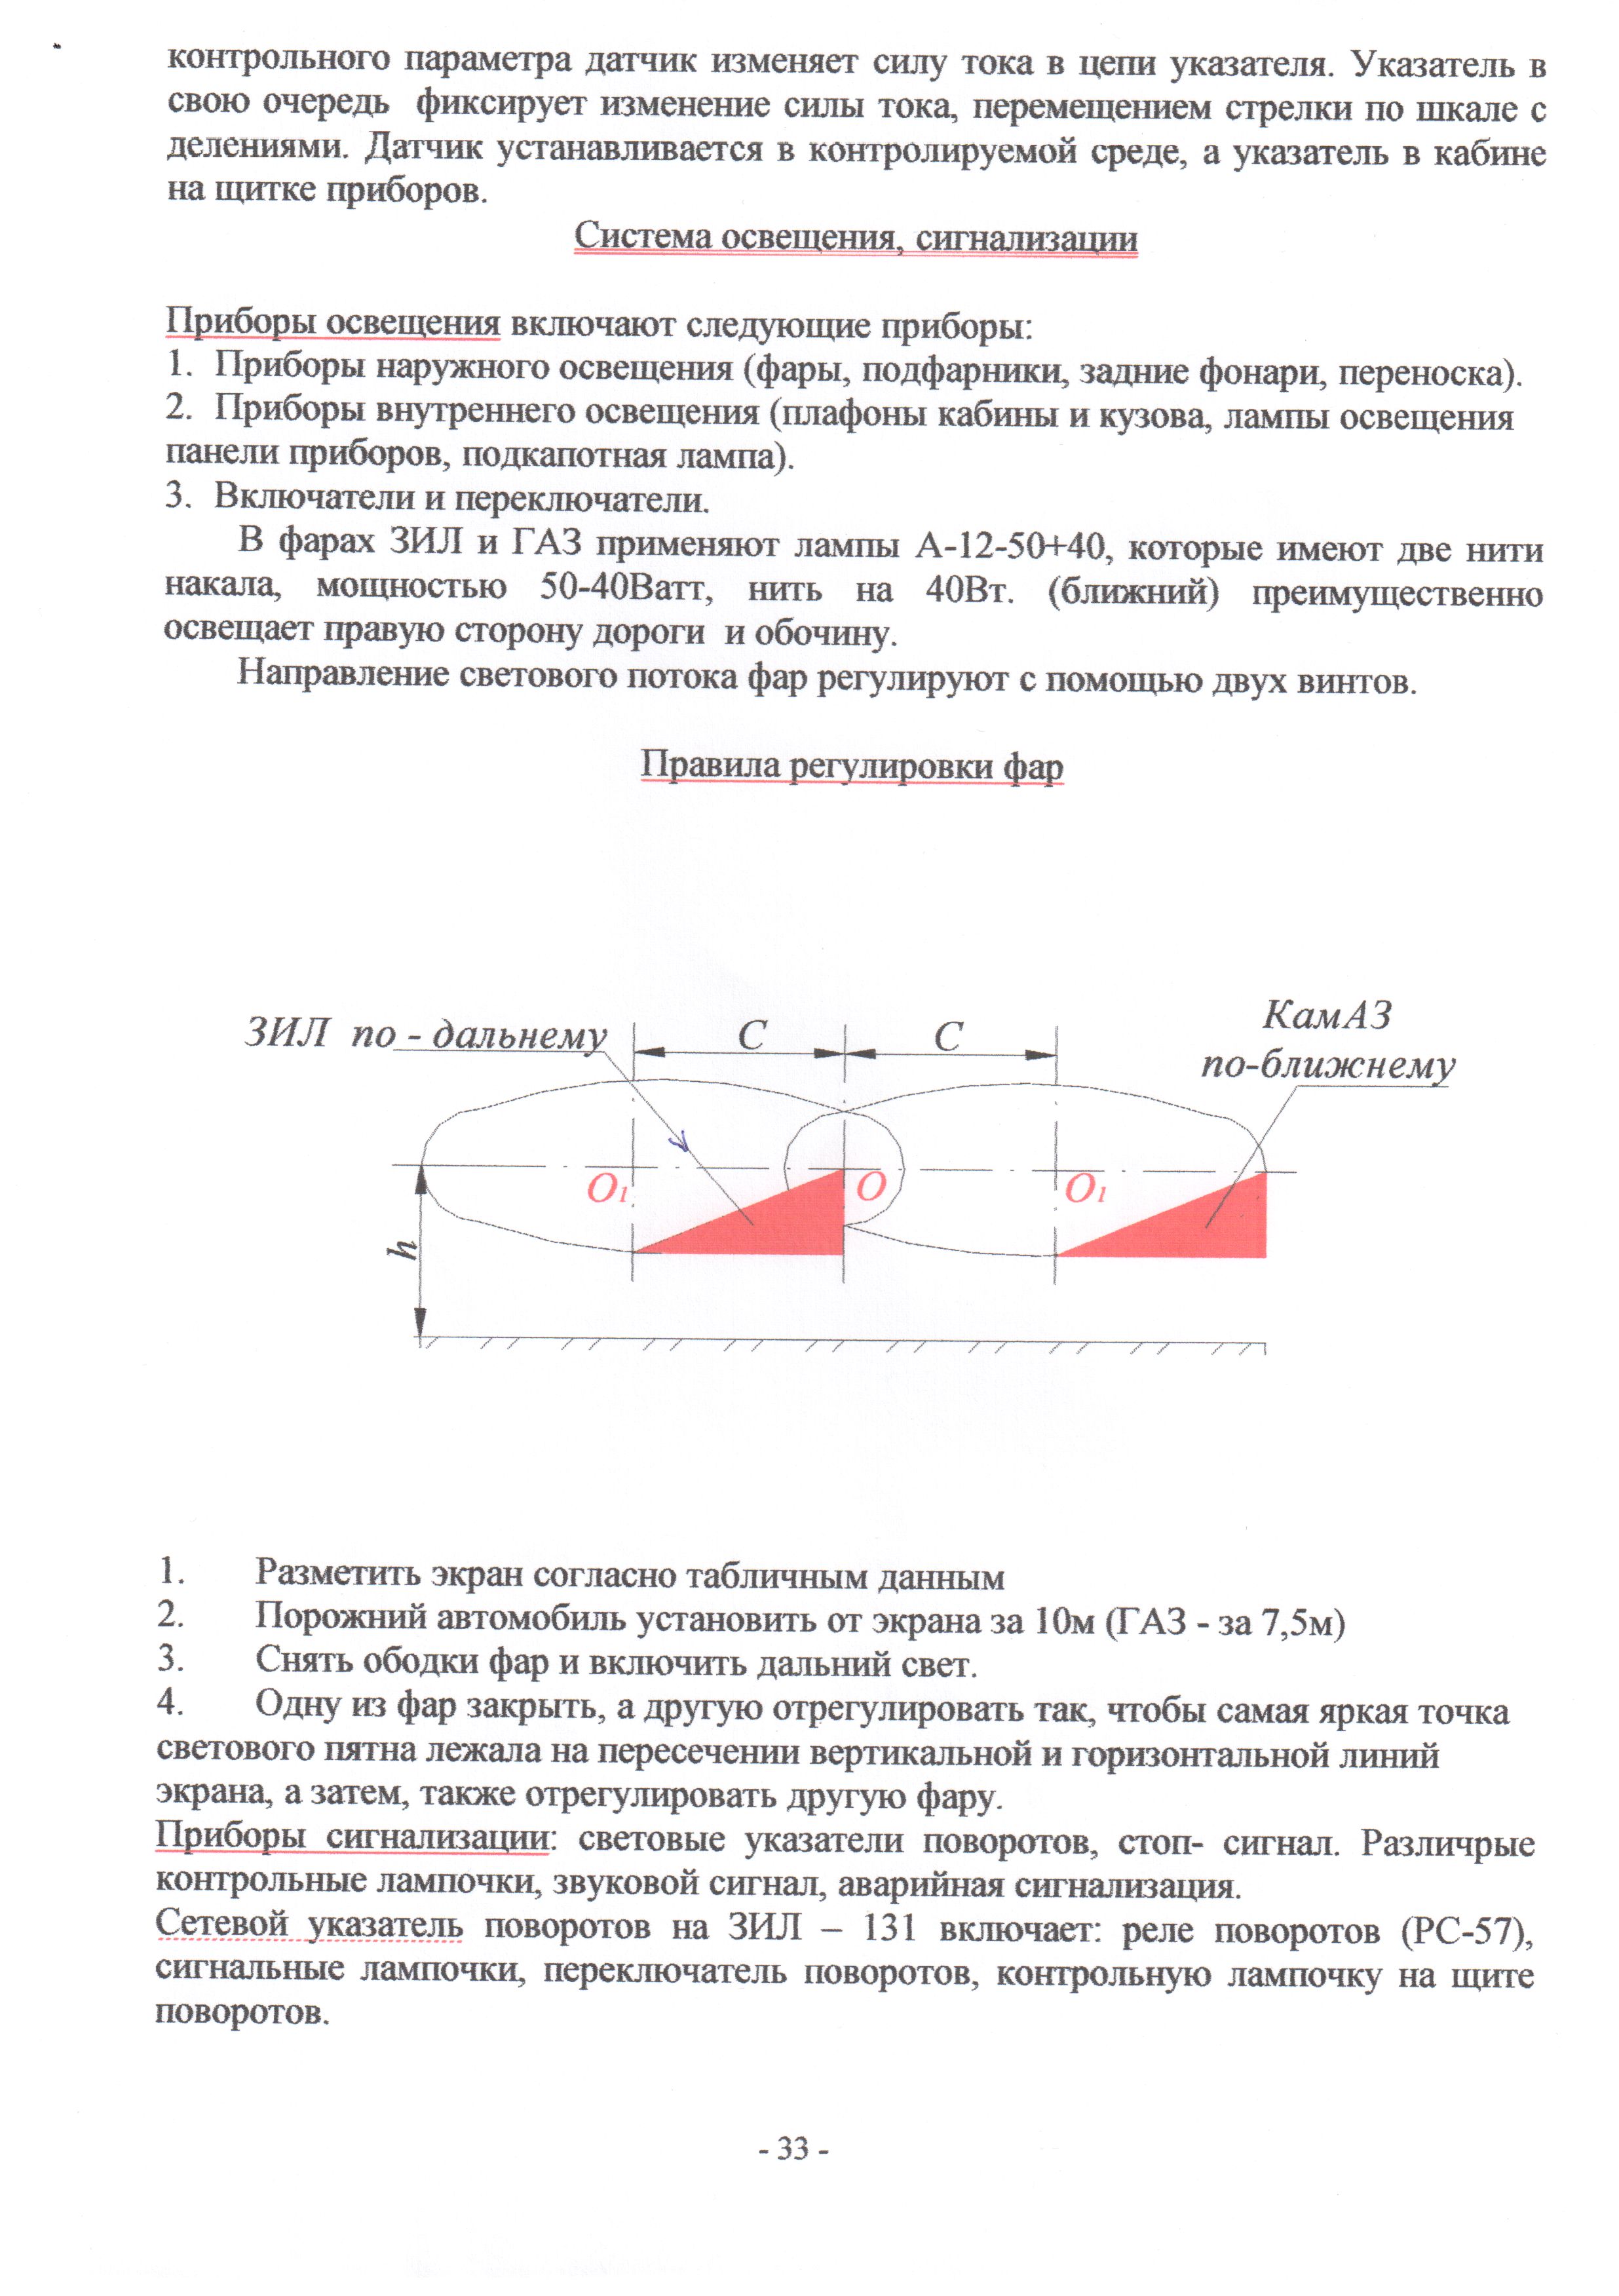 контрольного параметра датчик изменяет силу тока в цепи указателя. Указатель в
свою очередь фиксирует изменение силы тока, перемещением стрелки по шкале с
делениями. Датчик устанавливается в контролируемой среде, а указатель в кабине
на щитке приборов.
Система освещения, сигнализации
Приборы освещения включают следующие приборы:
1. Приборы наружного освещения (фары, подфарники, задние фонари, переноска).
2. Приборы внутреннего освещения (плафоны кабины и кузова, лампы освещения
панели приборов, подкапотная лампа).
3. Включатели и переключатели.
В фарах ЗИЛ и ГАЗ применяют лампы А-12-50+40, которые имеют две нити
накала, мощностью 50-40Ватт, нить на 40Вт. (ближний) преимущественно
освещает правую сторону дороги и обочину.
Направление светового потока фар регулируют с помощью двух винтов.
Правила регулировки фар
ЗИЛ по - дальнему
С
С
КамАЗ
по-ближнему
О1
О
О1
h
1. Разметить экран согласно табличным данным
2. Порожний автомобиль установить от экрана за 10м (ГАЗ - за 7,5м)
3. Снять ободки фар и включить дальний свет.
4. Одну из фар закрыть, а другую отрегулировать так, чтобы самая яркая точка
светового пятна лежала на пересечении вертикальной и горизонтальной линий
экрана, а затем, также отрегулировать другую фару.
Приборы сигнализации: световые указатели поворотов, стоп- сигнал. Различрые
контрольные лампочки, звуковой сигнал, аварийная сигнализация.
Сетевой указатель поворотов на ЗИЛ – 131 включает: реле поворотов (РС-57),
сигнальные лампочки, переключатель поворотов, контрольную лампочку на щите
поворотов.
- 33 -